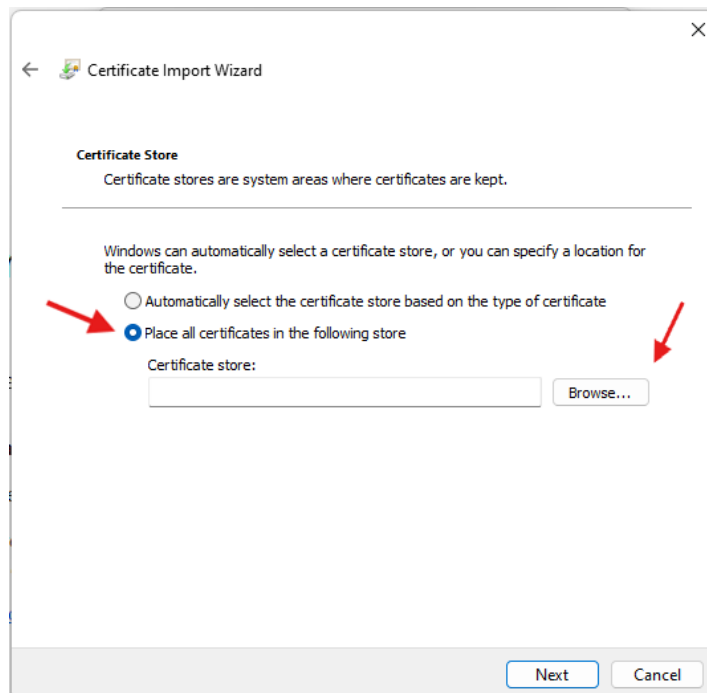 Certificate Import Wizard
Certificate Store
Certificate stores are system areas where certificates are kept.
Windows can automatically select a certificate store, or you can specify a location for
the certificate.
Automatically select the certificate store based on the type of certificate
Place all certificates in the following store
Certificate store:
Browse...
Next
Cancel